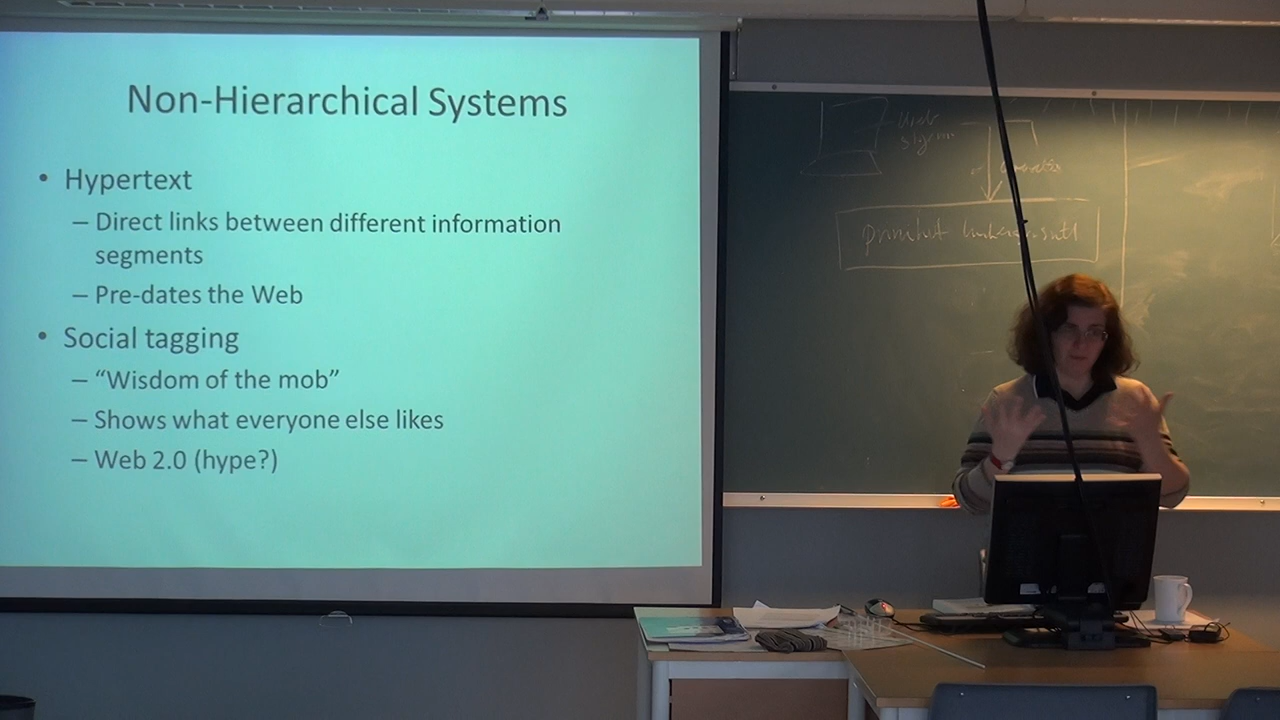 Non-Hierarchical Systems
• Hypertext
– Direct links between different information
segments
– Pre-dates the Web
• Social tagging
– “Wisdom of the mob”
– Shows what everyone else likes
– Web 2.0 (hype?)